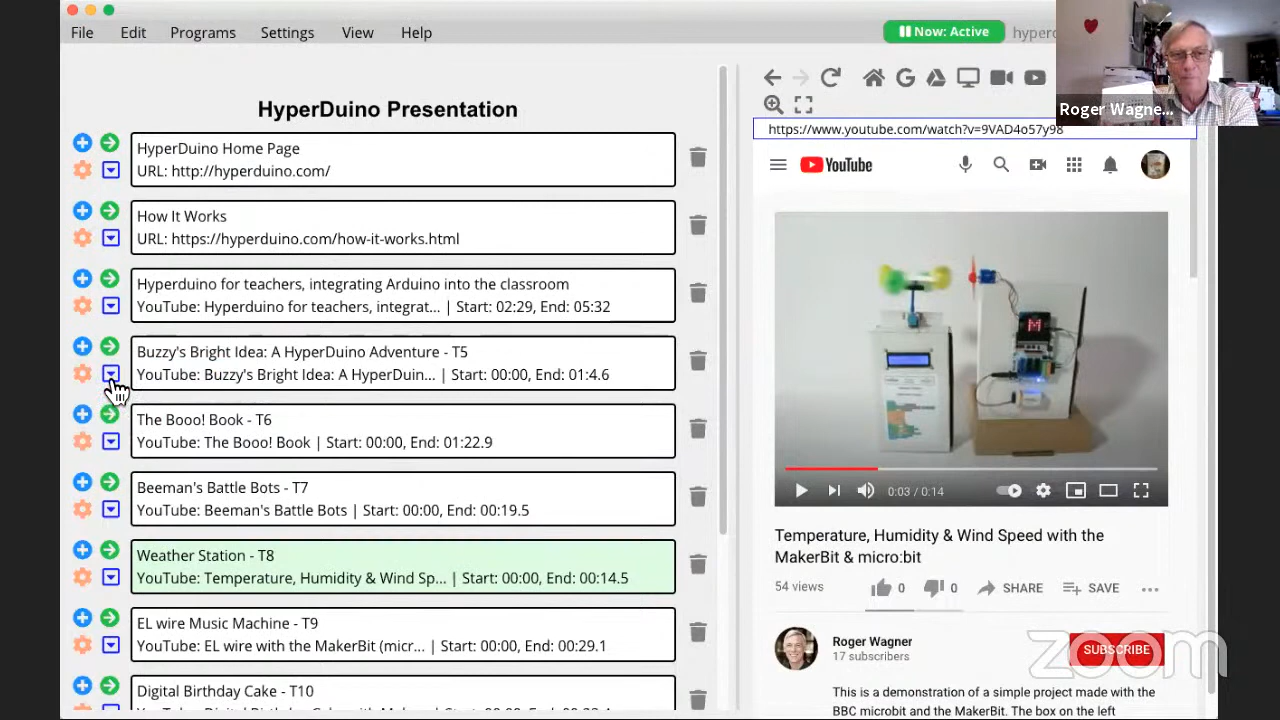 File Edit Programs Settings View Help
Now: Active
Roger Wagne...
HyperDuino Presentation
HyperDuino Home Page
URL: http://hyperduino.com/
How It Works
URL: https://hyperduino.com/how-it-works.html
Hyperduino for teachers, integrating Arduino into the classroom
YouTube: Hyperduino for teachers, integrat... | Start: 02:29, End: 05:32
Buzzy's Bright Idea: A HyperDuino Adventure - T5
YouTube: Buzzy's Bright Idea: A HyperDuin... | Start: 00:00, End: 01:4.6
The Booo! Book - T6
YouTube: The Booo! Book | Start: 00:00, End: 01:22.9
Beeman's Battle Bots - T7
YouTube: Beeman's Battle Bots | Start: 00:00, End: 00:19.5
Weather Station - T8
YouTube: Temperature, Humidity & Wind Sp... | Start: 00:00, End: 00:14.5
EL wire Music Machine - T9
YouTube: EL wire with the MakerBit (micr... | Start: 00:00, End: 00:29.1
Digital Birthday Cake - T10
https://www.youtube.com/watch?v=9VAD4o57y98
YouTube
M
0:03 / 0:14
Temperature, Humidity & Wind Speed with the
MakerBit & micro:bit
54 views 0 0 SHARE SAVE
Roger Wagner
17 subscribers
SUBSCRIBE
zoom
This is a demonstration of a simple project made with the
BBC microbit and the MakerBit. The box on the left